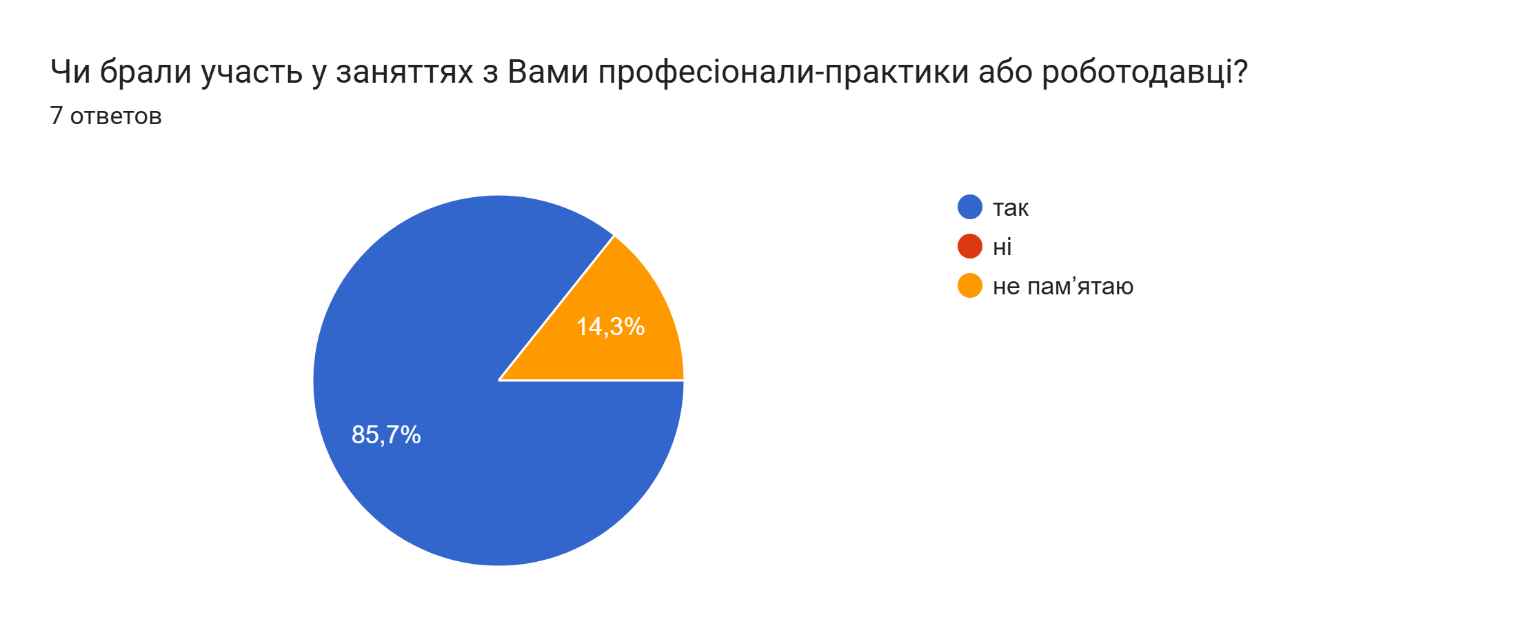 Чи брали участь у заняттях з Вами професіонали-практики або роботодавці?
7 ответов
так
ні
не пам’ятаю
14,3%
85,7%